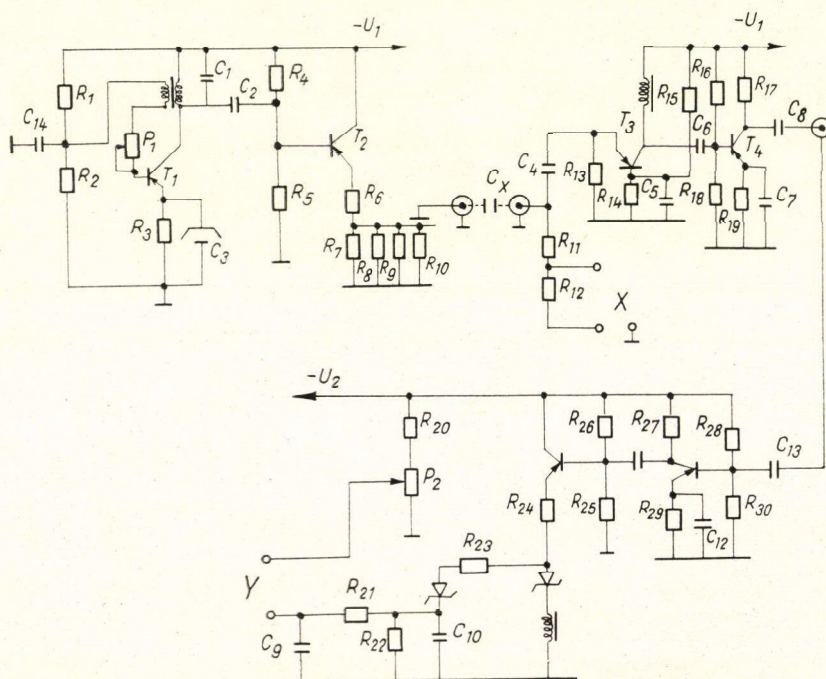 -U1 -U1
R1 C1 R4 R16
C14 C2 R15 R17
P1 T3 C6 C8
T1 T2 T4
R2 C4 R13
R5 R6 Cx R14 C5 R18 C7
R3 R19
C3 R7 R8 R9 R10 R11
R12 X
-U2
R20 R26 R27 R28
C13
P2
R24 R25 R29 R30
C12
R23
Y
R21
C9 R22 C10